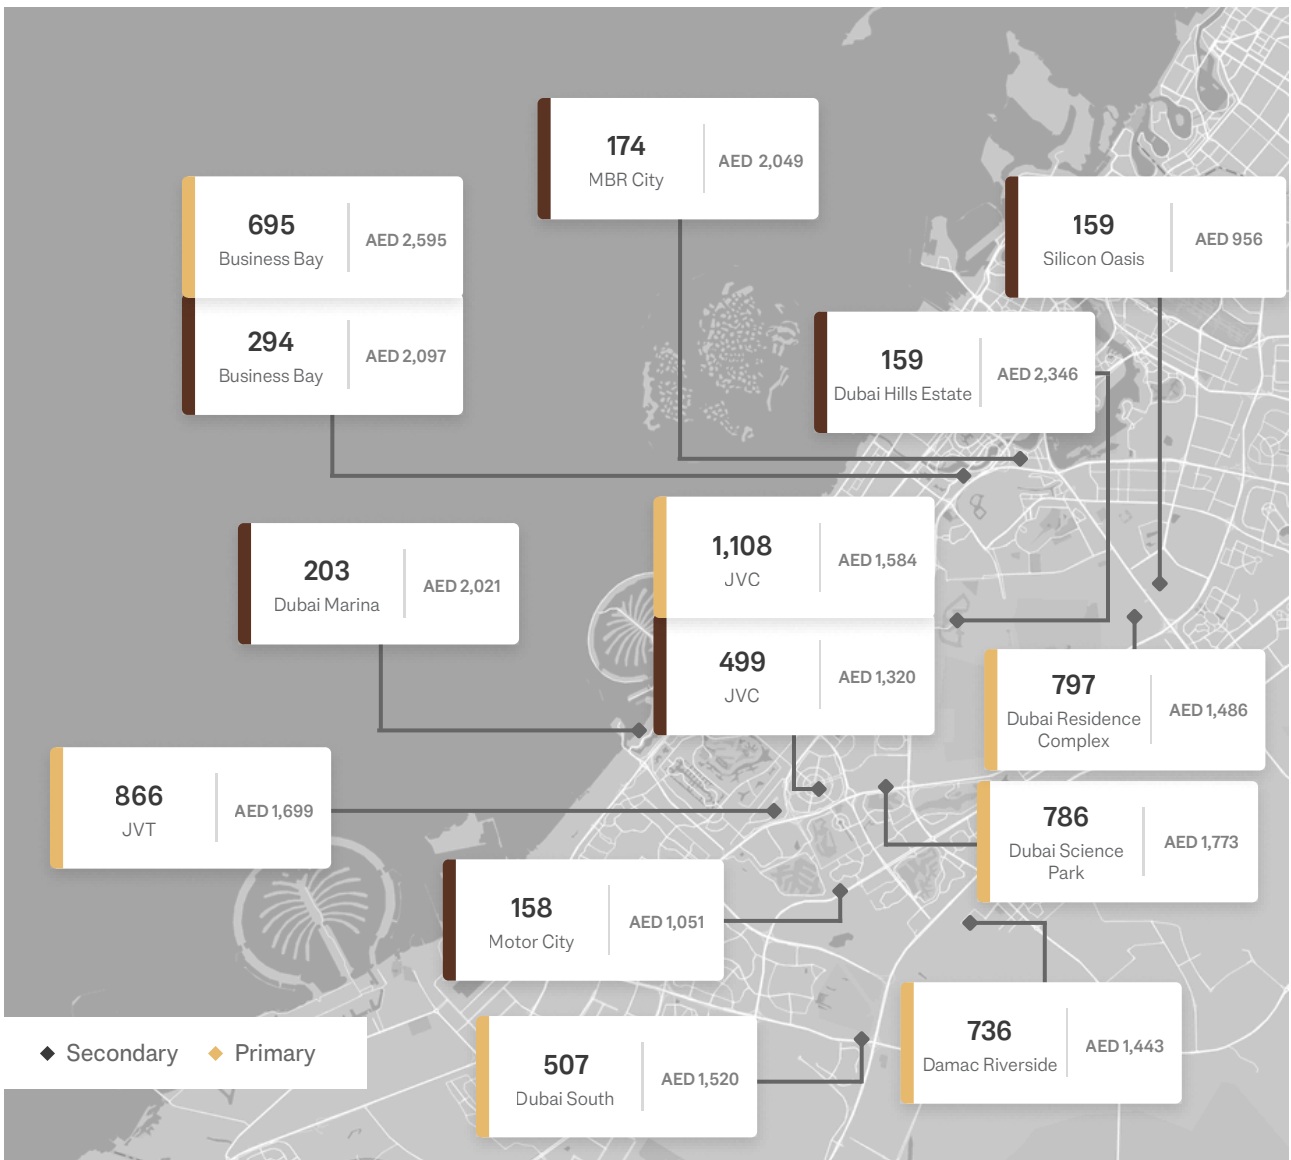 174
MBR City
AED 2,049
695
Business Bay
AED 2,595
159
Silicon Oasis
AED 956
294
Business Bay
AED 2,097
159
Dubai Hills Estate
AED 2,346
1,108
JVC
AED 1,584
203
Dubai Marina
AED 2,021
499
JVC
AED 1,320
797
Dubai Residence
Complex
AED 1,486
866
JVT
AED 1,699
786
Dubai Science
Park
AED 1,773
158
Motor City
AED 1,051
736
Damac Riverside
AED 1,443
507
Dubai South
AED 1,520
Secondary
Primary